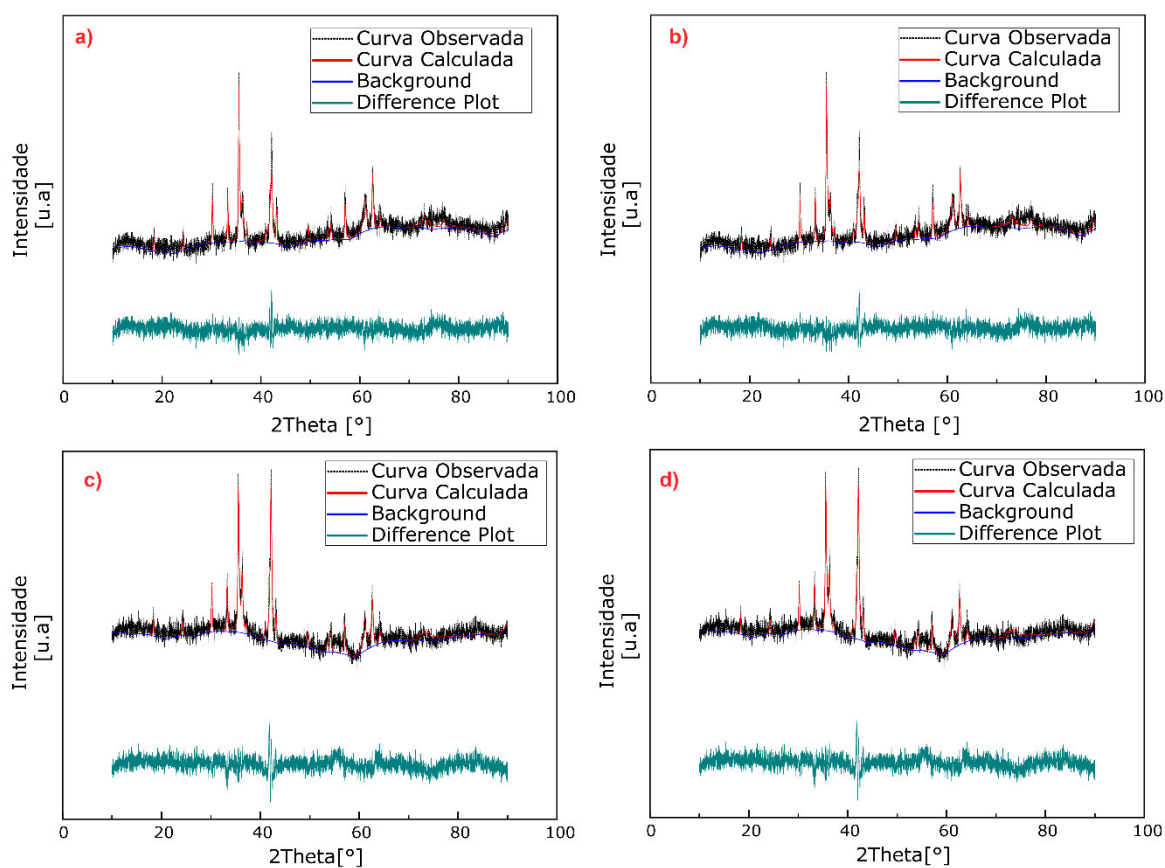 a)
Curva Observada
Curva Calculada
Background
Difference Plot
Intensidade
[u.a]
0 20 40 60 80 100
2Theta [°]
b)
Curva Observada
Curva Calculada
Background
Difference Plot
Intensidade
[u.a]
0 20 40 60 80 100
2Theta [°]
c)
Curva Observada
Curva Calculada
Background
Difference Plot
Intensidade
[u.a]
0 20 40 60 80 100
2Theta[°]
d)
Curva Observada
Curva Calculada
Background
Difference Plot
Intensidade
[u.a]
0 20 40 60 80 100
2Theta[°]